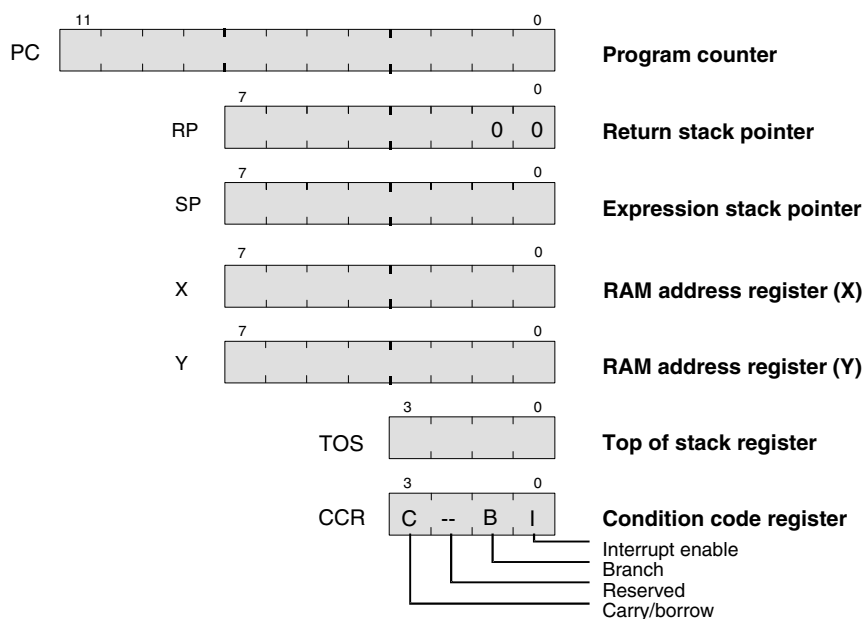 11 0
PC Program counter
7 0
RP 0 0 Return stack pointer
7 0
SP Expression stack pointer
7 0
X RAM address register (X)
7 0
Y RAM address register (Y)
3 0
TOS Top of stack register
3 0
CCR C -- B I Condition code register
Interrupt enable
Branch
Reserved
Carry/borrow